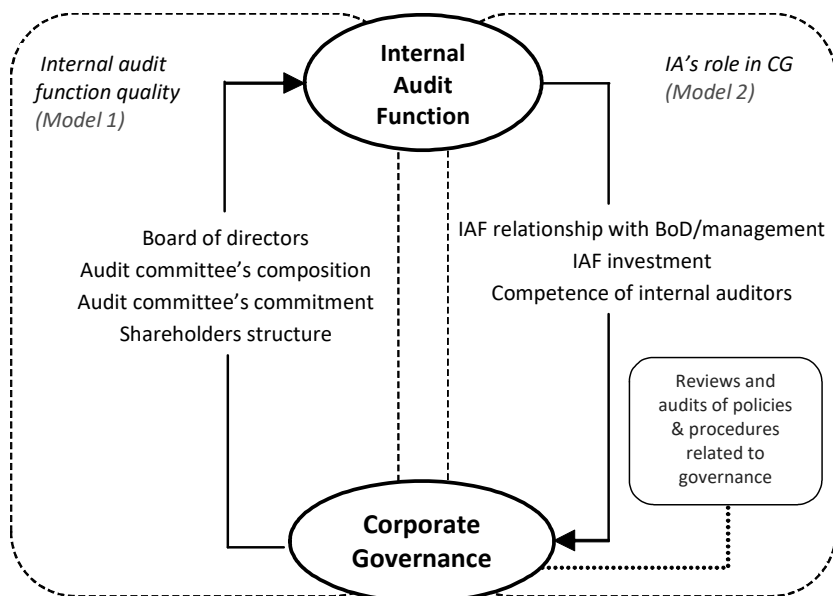 Internal audit
function quality
(Model 1)
Internal
Audit
Function
IA’s role in CG
(Model 2)
Board of directors
Audit committee’s composition
Audit committee’s commitment
Shareholders structure
IAF relationship with BoD/management
IAF investment
Competence of internal auditors
Reviews and
audits of policies
& procedures
related to
governance
Corporate
Governance